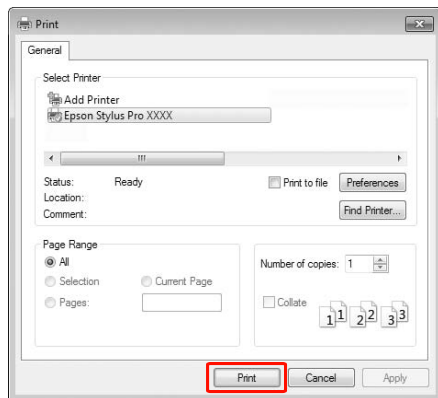 Print
General
Select Printer
Add Printer
Epson Stylus Pro XXXX
Status: Ready
Print to file
Preferences
Location:
Comment:
Find Printer...
Page Range
All
Selection
Current Page
Pages:
Number of copies: 1
Collate
1 1 2 2 3 3
Print Cancel Apply